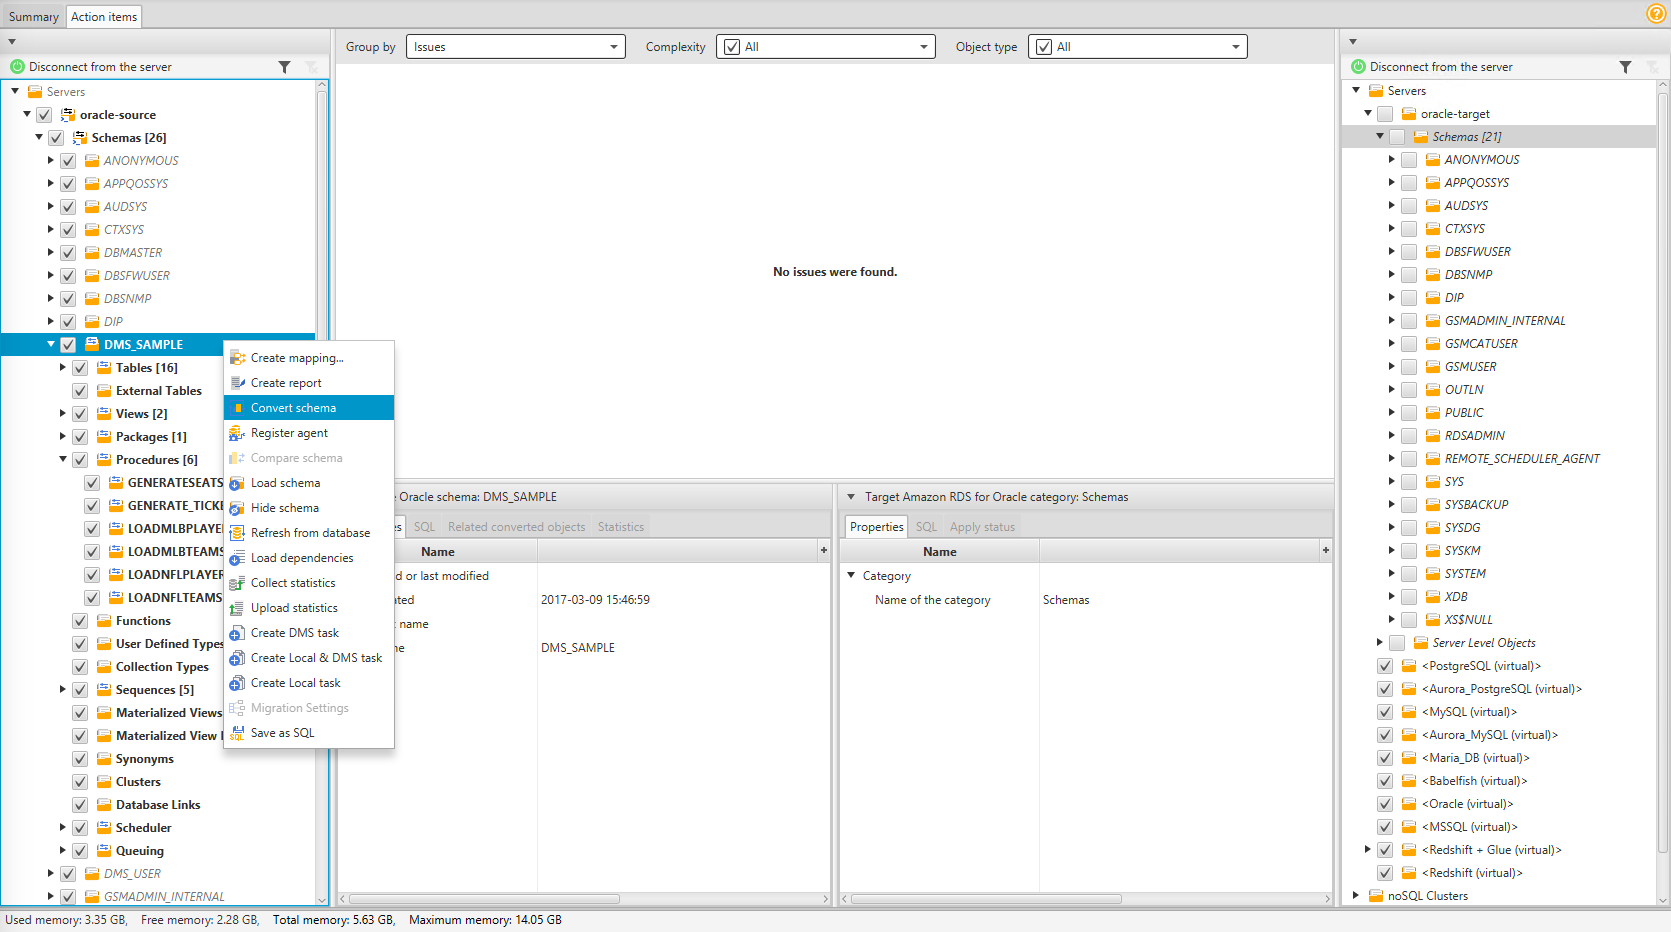 Summary
Action items
Disconnect from the server
Servers
oracle-source
Schemas [26]
ANONYMOUS
APPQOSSYS
AUDSYS
CTXSYS
DBMASTER
DBSFWUSER
DBSNMP
DIP
DMS_SAMPLE
Tables [16]
External Tables
Views [2]
Packages [1]
Procedures [6]
GENERATESEATS
GENERATE_TICKE
LOADMLBPLAYER
LOADMLBTEAMS
LOADNFLPLAYER
LOADNFLTEAMS
Functions
User Defined Types
Collection Types
Sequences [5]
Materialized Views
Materialized View
Synonyms
Clusters
Database Links
Scheduler
Queuing
DMS_USER
GSMADMIN_INTERNAL
Create mapping...
Create report
Convert schema
Register agent
Compare schema
Load schema
Hide schema
Refresh from database
Load dependencies
Collect statistics
Upload statistics
Create DMS task
Create Local & DMS task
Create Local task
Migration Settings
Save as SQL
Group by Issues
Complexity All
Object type All
No issues were found.
Oracle schema: DMS_SAMPLE
SQL Related converted objects Statistics
Name
d or last modified
2017-03-09 15:46:59
name
DMS_SAMPLE
Target Amazon RDS for Oracle category: Schemas
Properties SQL Apply status
Name
Category
Name of the category Schemas
Disconnect from the server
Servers
oracle-target
Schemas [21]
ANONYMOUS
APPQOSSYS
AUDSYS
CTXSYS
DBSFWUSER
DBSNMP
DIP
GSMADMIN_INTERNAL
GSMCATUSER
GSMUSER
OUTLN
PUBLIC
RDSADMIN
REMOTE_SCHEDULER_AGENT
SYS
SYSBACKUP
SYSDG
SYSKM
SYSTEM
XDB
XS$NULL
Server Level Objects
<PostgreSQL (virtual)>
<Aurora_PostgreSQL (virtual)>
<MySQL (virtual)>
<Aurora_MySQL (virtual)>
<Maria_DB (virtual)>
<Babelfish (virtual)>
<Oracle (virtual)>
<MSSQL (virtual)>
<Redshift + Glue (virtual)>
<Redshift (virtual)>
noSQL Clusters
Used memory: 3.35 GB, Free memory: 2.28 GB, Total memory: 5.63 GB, Maximum memory: 14.05 GB